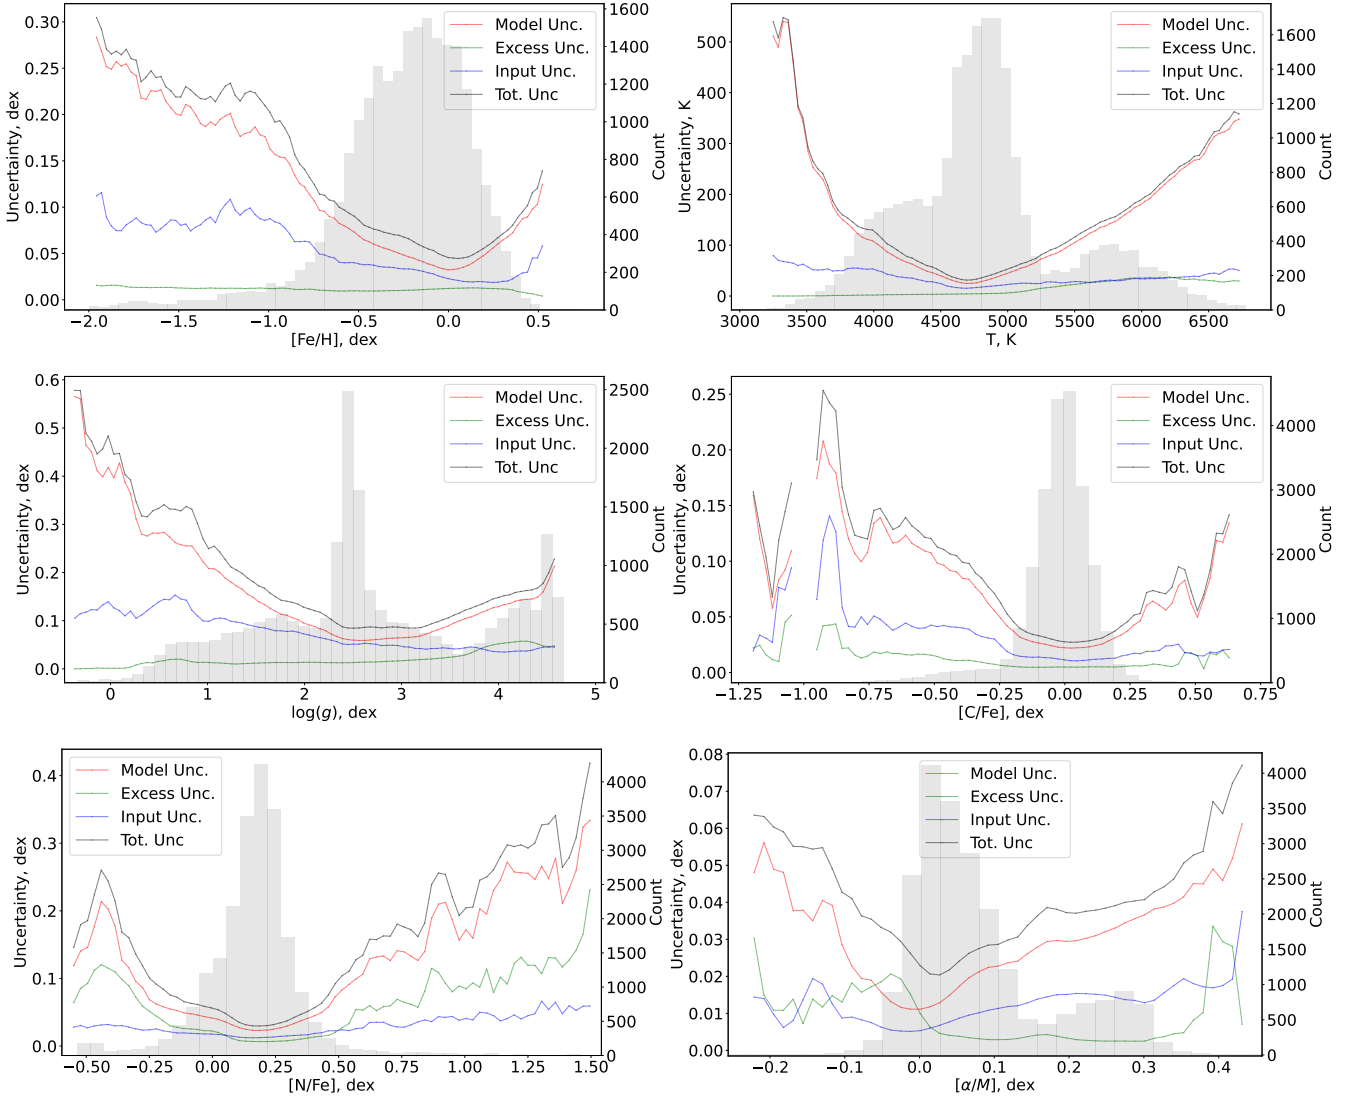 0.30
0.25
0.20
0.15
0.10
0.05
0.00
Uncertainty, dex
Model Unc.
Excess Unc.
Input Unc.
Tot. Unc
1600
1400
1200
1000
800
600
400
200
0
Count
−2.0 −1.5 −1.0 −0.5 0.0 0.5
[Fe/H], dex
500
400
300
200
100
0
Uncertainty, K
Model Unc.
Excess Unc.
Input Unc.
Tot. Unc
1600
1400
1200
1000
800
600
400
200
0
Count
3000 3500 4000 4500 5000 5500 6000 6500
T, K
0.6
0.5
0.4
0.3
0.2
0.1
0.0
Uncertainty, dex
Model Unc.
Excess Unc.
Input Unc.
Tot. Unc
2500
2000
1500
1000
500
0
Count
0 1 2 3 4 5
log(g), dex
0.25
0.20
0.15
0.10
0.05
0.00
Uncertainty, dex
Model Unc.
Excess Unc.
Input Unc.
Tot. Unc
4000
3000
2000
1000
0
Count
−1.25 −1.00 −0.75 −0.50 −0.25 0.00 0.25 0.50 0.75
[C/Fe], dex
0.4
0.3
0.2
0.1
0.0
Uncertainty, dex
Model Unc.
Excess Unc.
Input Unc.
Tot. Unc
4000
3500
3000
2500
2000
1500
1000
500
0
Count
−0.50 −0.25 0.00 0.25 0.50 0.75 1.00 1.25 1.50
[N/Fe], dex
0.08
0.07
0.06
0.05
0.04
0.03
0.02
0.01
0.00
Uncertainty, dex
Model Unc.
Excess Unc.
Input Unc.
Tot. Unc
4000
3500
3000
2500
2000
1500
1000
500
0
Count
−0.2 −0.1 0.0 0.1 0.2 0.3 0.4
[α/M], dex